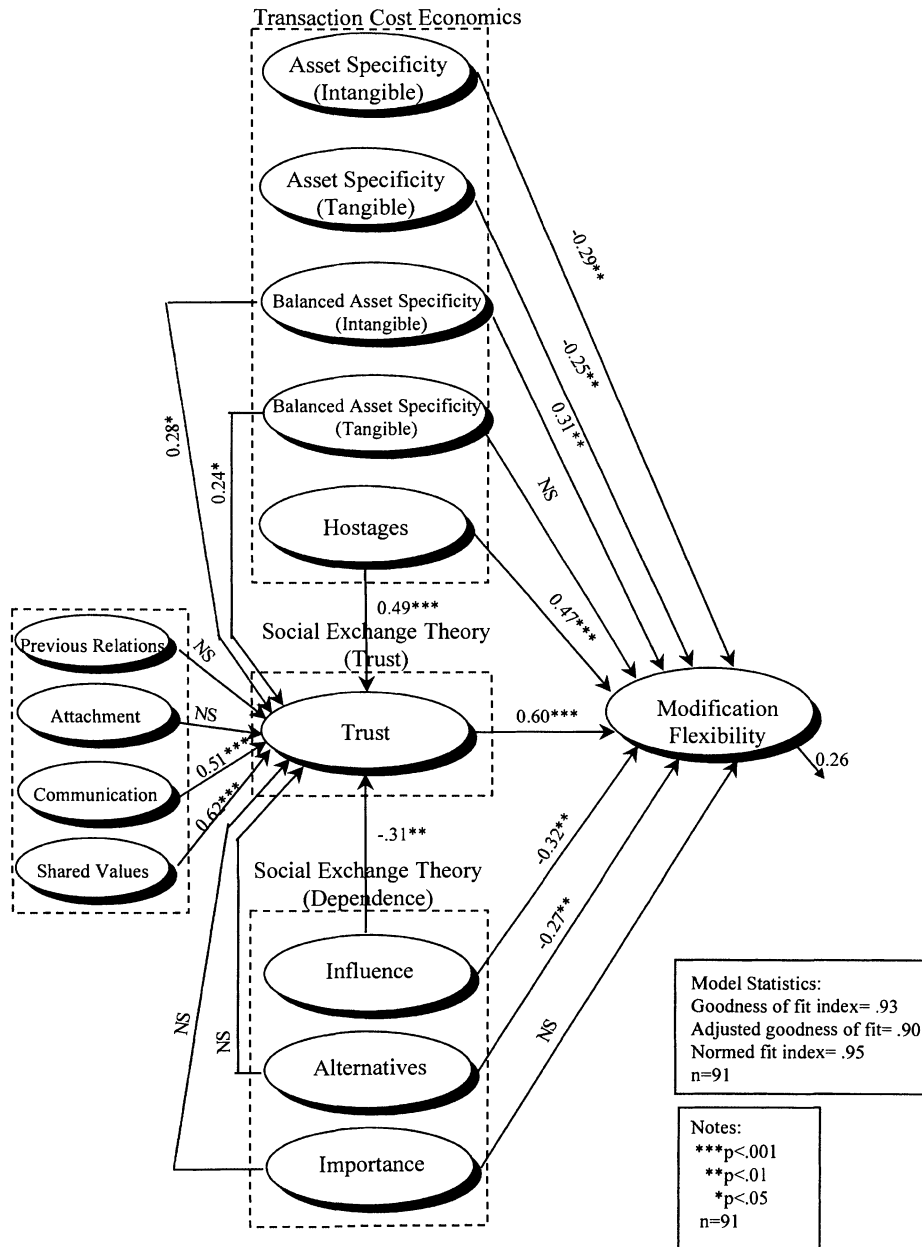 Transaction Cost Economics
Asset Specificity
(Intangible)
Asset Specificity
(Tangible)
-0.29**
Balanced Asset Specificity
(Intangible)
-0.25**
0.31**
Balanced Asset Specificity
(Tangible)
0.28*
0.24*
NS
Hostages
0.49***
0.47***
Social Exchange Theory
(Trust)
Previous Relations
NS
Attachment
NS
Trust
0.60***
Modification
Flexibility
0.26
Communication
0.51***
0.62***
Shared Values
-.31**
-0.32**
Social Exchange Theory
(Dependence)
-0.27**
Influence
NS
NS
Alternatives
NS
Importance
Model Statistics:
Goodness of fit index= .93
Adjusted goodness of fit= .90
Normed fit index= .95
n=91
Notes:
***p<.001
**p<.01
*p<.05
n=91